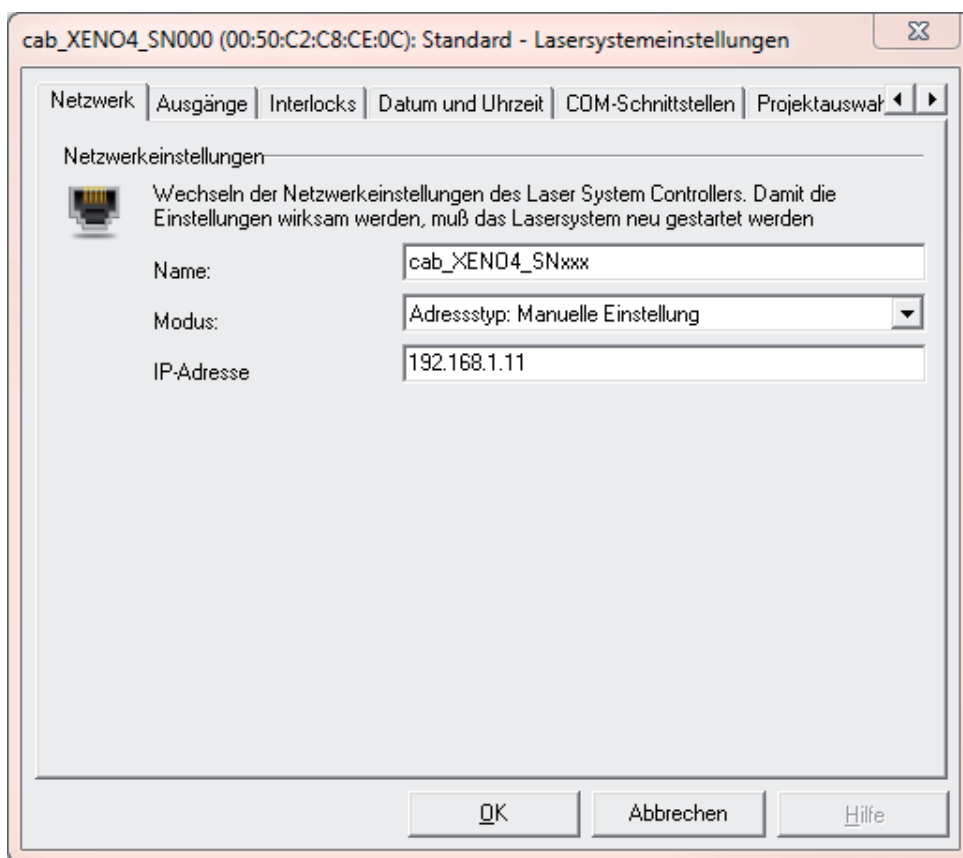 cab_XENO4_SN000 (00:50:C2:C8:CE:0C): Standard - Lasersystemeinstellungen
Netzwerk Ausgänge Interlocks Datum und Uhrzeit COM-Schnittstellen Projektauswah
Netzwerkeinstellungen
Wechseln der Netzwerkeinstellungen des Laser System Controllers. Damit die
Einstellungen wirksam werden, muß das Lasersystem neu gestartet werden
Name: cab_XENO4_SNxxx
Modus: Adressstyp: Manuelle Einstellung
IP-Adresse 192.168.1.11
OK Abbrechen Hilfe